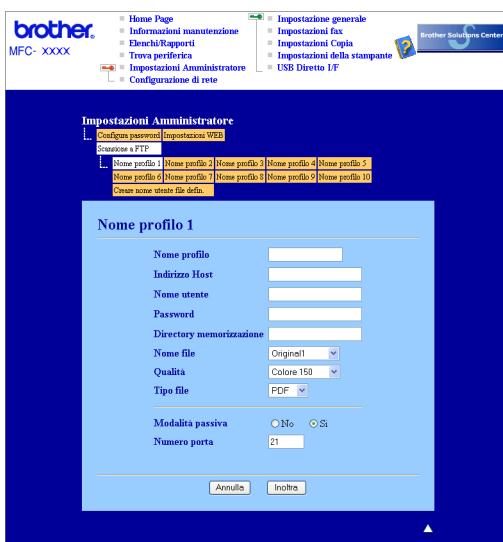 brother.
MFC- XXXX
Home Page
Informazioni manutenzione
Elenchi/Rapporti
Trova periferica
Impostazioni Amministratore
Configurazione di rete
Impostazione generale
Impostazioni fax
Impostazioni Copia
Impostazioni della stampante
USB Diretto I/F
Brother Solutions Center
Impostazioni Amministratore
Configura password Impostazioni WEB
Scansione a FTP
Nome profilo 1 Nome profilo 2 Nome profilo 3 Nome profilo 4 Nome profilo 5
Nome profilo 6 Nome profilo 7 Nome profilo 8 Nome profilo 9 Nome profilo 10
Creare nome utente file defin.
Nome profilo 1
Nome profilo
Indirizzo Host
Nome utente
Password
Directory memorizzazione
Nome file Original1
Qualità Colore 150
Tipo file PDF
Modalità passiva No Si
Numero porta 21
Annulla Inoltra